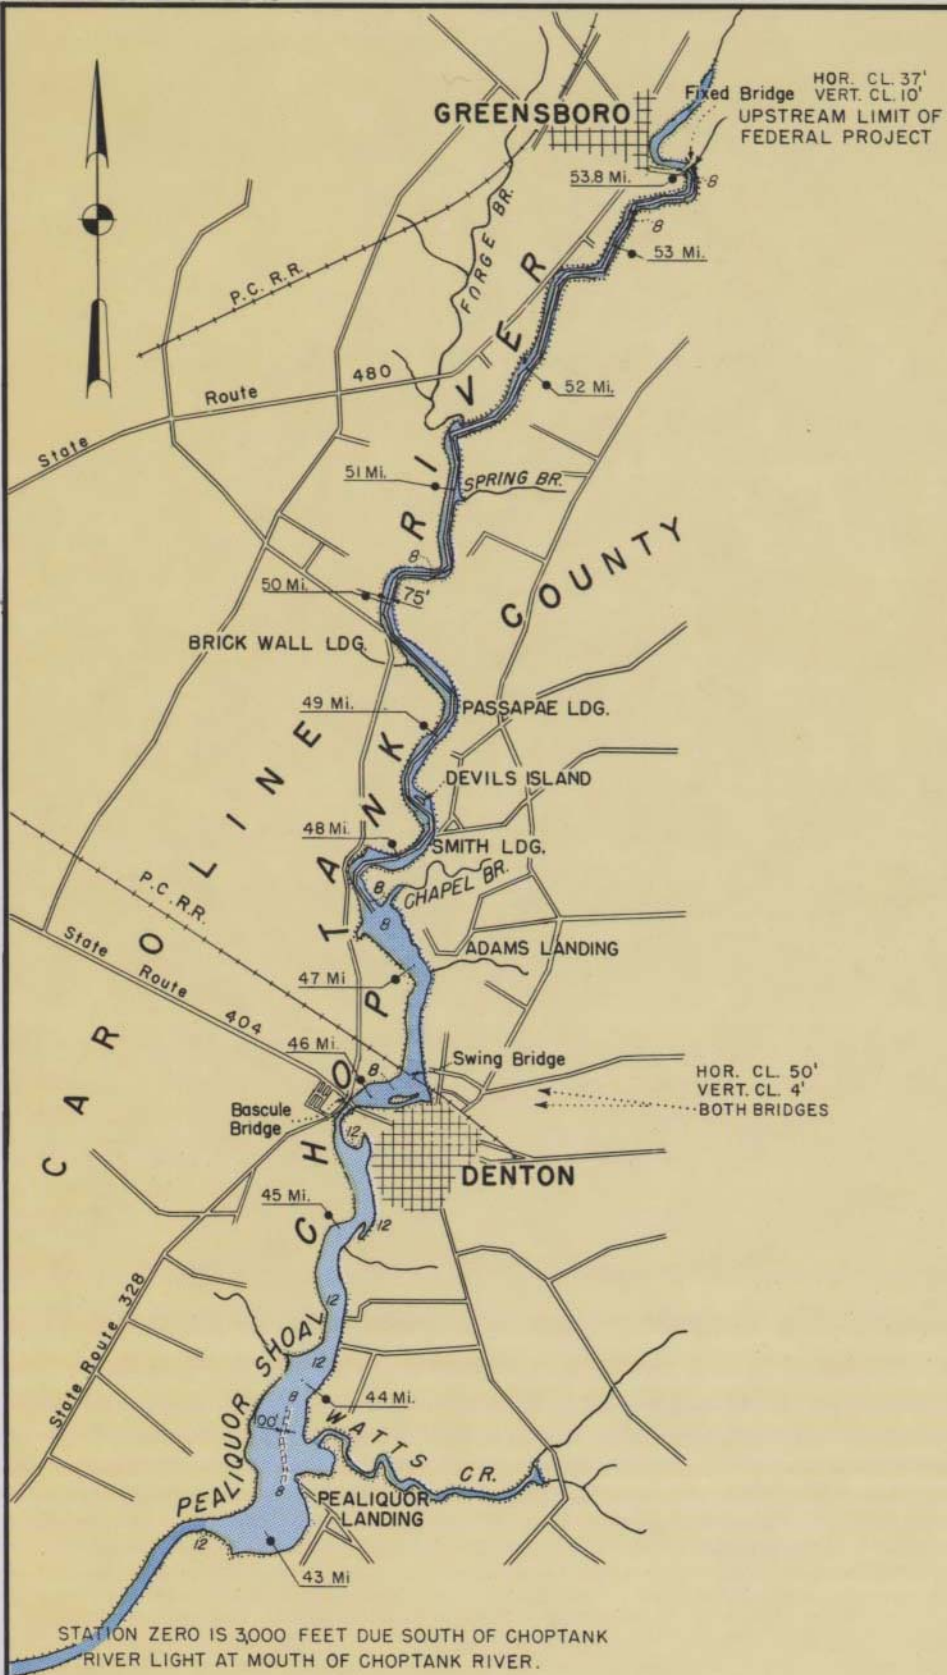 HOR. CL. 37'
Fixed Bridge VERT. CL. 10'
GREENSBORO
UPSTREAM LIMIT OF
FEDERAL PROJECT
53.8 Mi.
8
8
53 Mi.
FORGE BR.
P.C. R.R.
52 Mi.
State Route 480
51 Mi.
SPRING BR.
8
50 Mi.
75'
BRICK WALL LDG.
CAROLINE COUNTY
CHOPTANK RIVER
49 Mi.
PASSAPAE LDG.
DEVILS ISLAND
48 Mi.
SMITH LDG.
8
CHAPEL BR.
P.C.R.R.
8
State Route 404
ADAMS LANDING
47 Mi
46 Mi.
8
Swing Bridge
HOR. CL. 50'
VERT. CL. 4'
BOTH BRIDGES
Bascule
Bridge
12
DENTON
45 Mi.
12
State Route 328
12
PEALIQUOR SHOAL
12
8
44 Mi.
100'
WATTS CR.
8
PEALIQUOR
LANDING
12
43 Mi
STATION ZERO IS 3,000 FEET DUE SOUTH OF CHOPTANK
RIVER LIGHT AT MOUTH OF CHOPTANK RIVER.